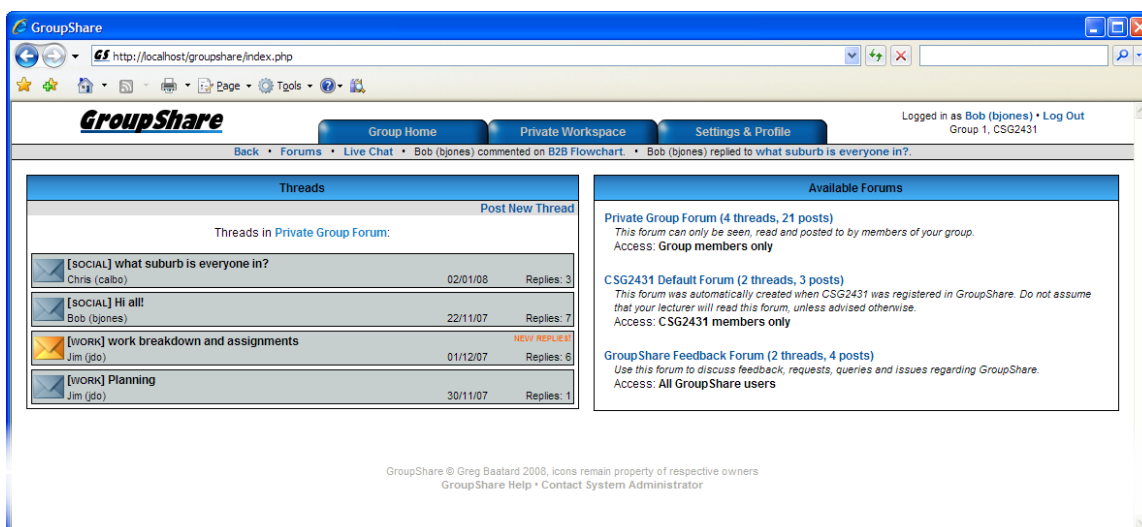 GroupShare
GS http://localhost/groupshare/index.php
Page Tools
GroupShare
Group Home Private Workspace Settings & Profile
Logged in as Bob (bjones) • Log Out
Group 1, CSG2431
Back • Forums • Live Chat • Bob (bjones) commented on B2B Flowchart. • Bob (bjones) replied to what suburb is everyone in?.
Threads
Post New Thread
Threads in Private Group Forum:
[SOCIAL] what suburb is everyone in?
Chris (calbo) 02/01/08 Replies: 3
[SOCIAL] Hi all!
Bob (bjones) 22/11/07 Replies: 7
[WORK] work breakdown and assignments NEW REPLIES!
Jim (jdo) 01/12/07 Replies: 6
[WORK] Planning
Jim (jdo) 30/11/07 Replies: 1
Available Forums
Private Group Forum (4 threads, 21 posts)
This forum can only be seen, read and posted to by members of your group.
Access: Group members only
CSG2431 Default Forum (2 threads, 3 posts)
This forum was automatically created when CSG2431 was registered in GroupShare. Do not assume
that your lecturer will read this forum, unless advised otherwise.
Access: CSG2431 members only
GroupShare Feedback Forum (2 threads, 4 posts)
Use this forum to discuss feedback, requests, queries and issues regarding GroupShare.
Access: All GroupShare users
GroupShare © Greg Baatard 2008, icons remain property of respective owners
GroupShare Help • Contact System Administrator